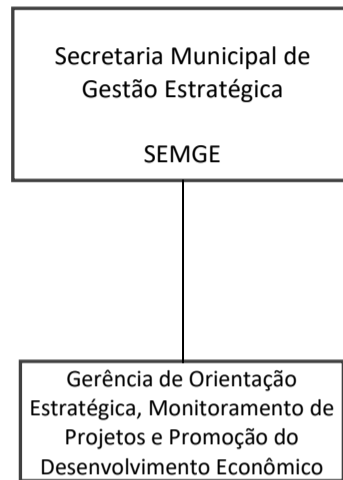 Secretaria Municipal de
Gestão Estratégica
SEMGE
Gerência de Orientação
Estratégica, Monitoramento de
Projetos e Promoção do
Desenvolvimento Econômico